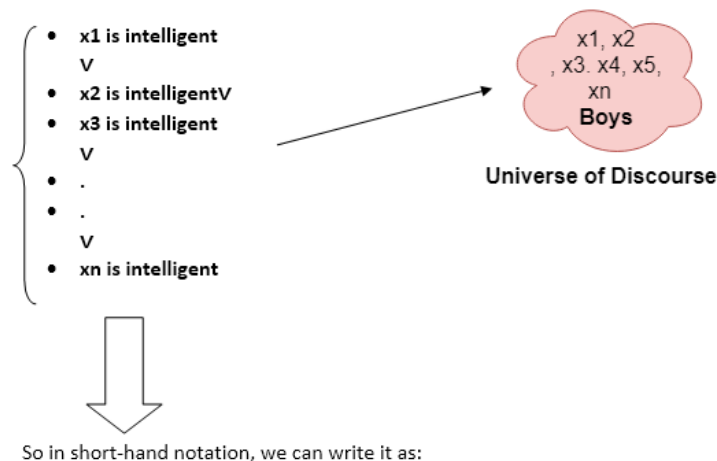 • x1 is intelligent
V
• x2 is intelligentV
• x3 is intelligent
V
• .
• .
V
• xn is intelligent
x1, x2
, x3. x4, x5,
xn
Boys
Universe of Discourse
So in short-hand notation, we can write it as: